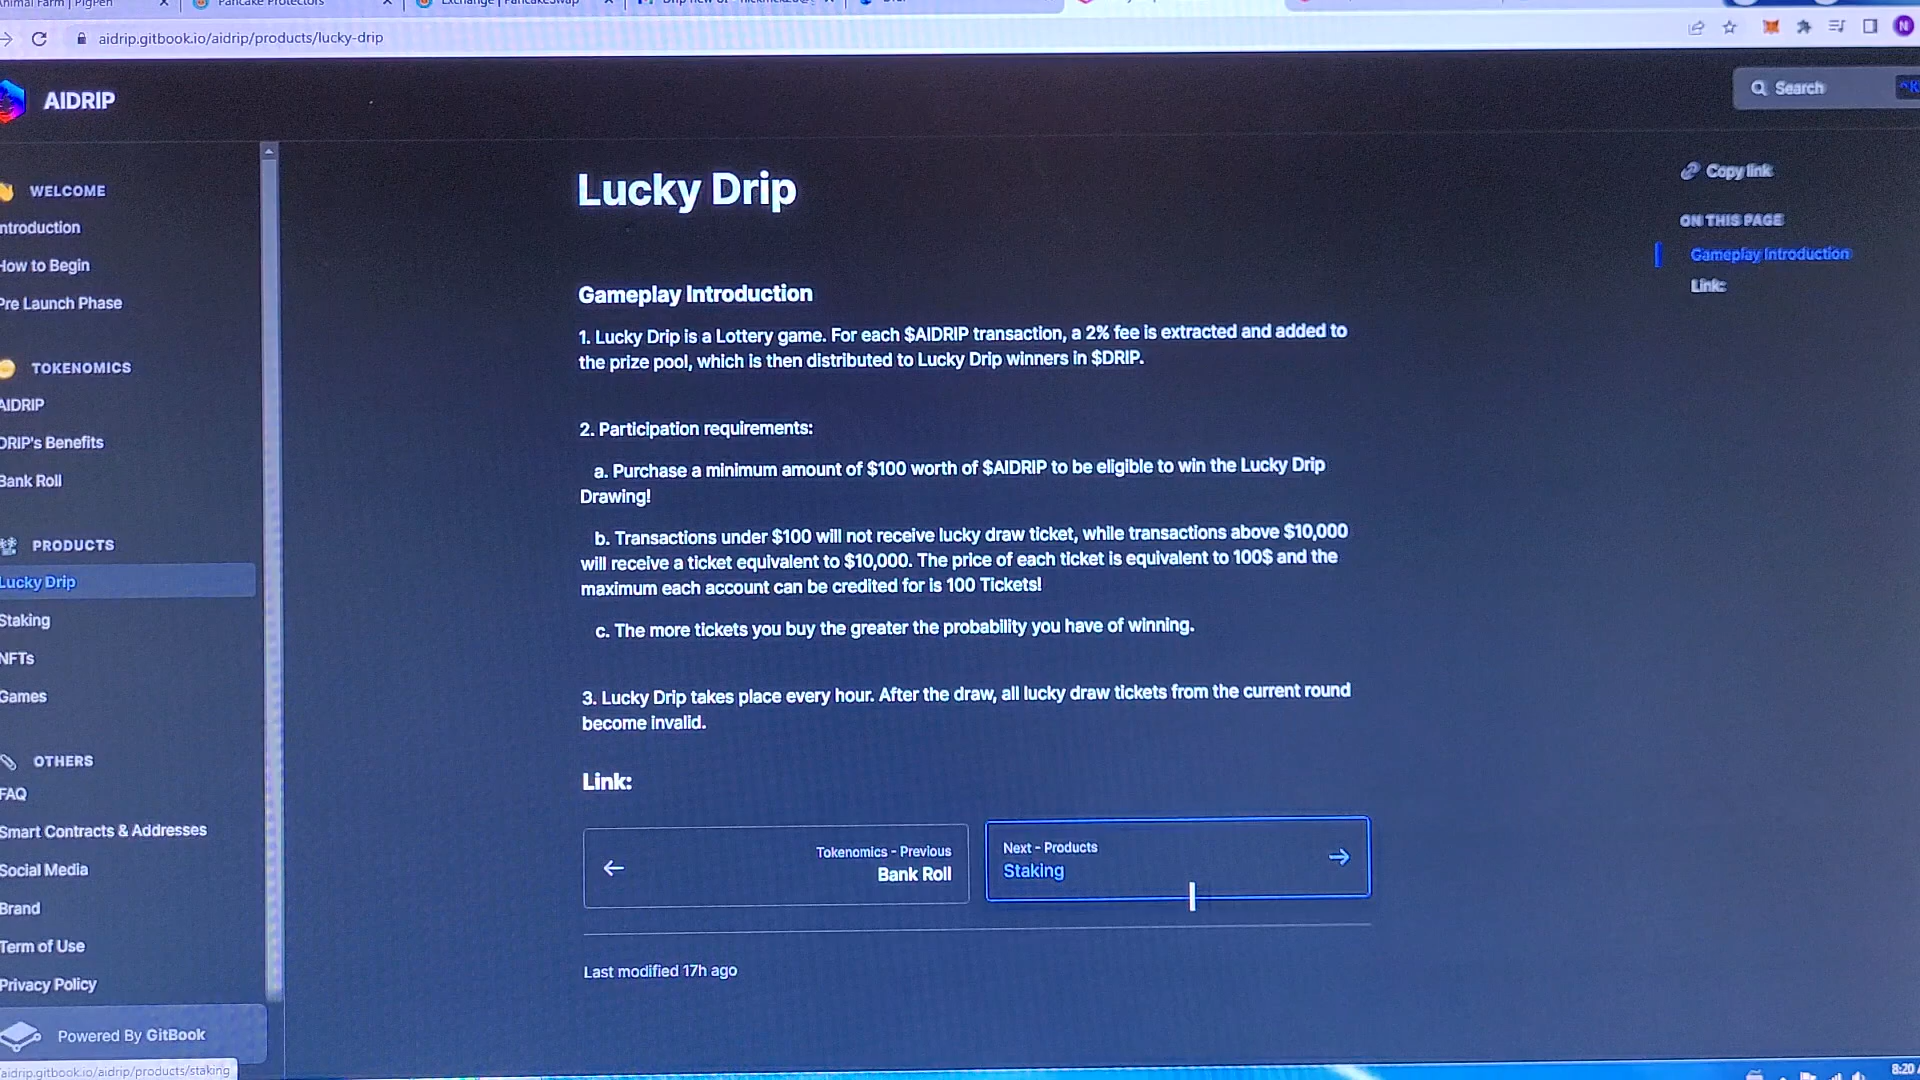 PigPen
Pancake Protectors
Exchange | PancakeSwap
aidrip.gitbook.io/aidrip/products/lucky-drip
N
AIDRIP
Search
WELCOME
ntroduction
How to Begin
Pre Launch Phase
TOKENOMICS
AIDRIP
DRIP's Benefits
Bank Roll
PRODUCTS
Lucky Drip
Staking
NFTs
Games
OTHERS
FAQ
Smart Contracts & Addresses
Social Media
Brand
Term of Use
Privacy Policy
Powered By GitBook
aidrip.gitbook.io/aidrip/products/staking
Lucky Drip
Gameplay Introduction
1. Lucky Drip is a Lottery game. For each $AIDRIP transaction, a 2% fee is extracted and added to
the prize pool, which is then distributed to Lucky Drip winners in $DRIP.
2. Participation requirements:
a. Purchase a minimum amount of $100 worth of $AIDRIP to be eligible to win the Lucky Drip
Drawing!
b. Transactions under $100 will not receive lucky draw ticket, while transactions above $10,000
will receive a ticket equivalent to $10,000. The price of each ticket is equivalent to 100$ and the
maximum each account can be credited for is 100 Tickets!
c. The more tickets you buy the greater the probability you have of winning.
3. Lucky Drip takes place every hour. After the draw, all lucky draw tickets from the current round
become invalid.
Link:
Tokenomics - Previous
Bank Roll
Next - Products
Staking
Last modified 17h ago
Copy link
ON THIS PAGE
Gameplay Introduction
Link:
8:20